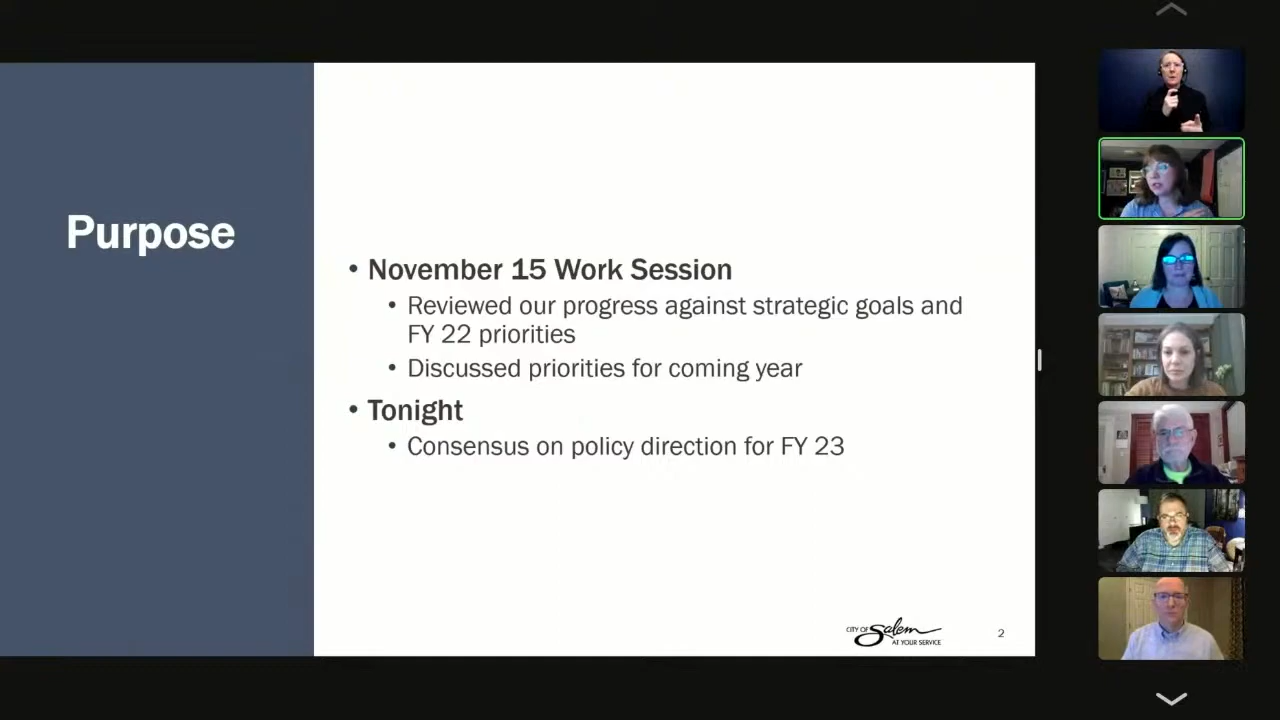 Purpose
• November 15 Work Session
• Reviewed our progress against strategic goals and
FY 22 priorities
• Discussed priorities for coming year
• Tonight
• Consensus on policy direction for FY 23
CITY OF Salem
AT YOUR SERVICE
2